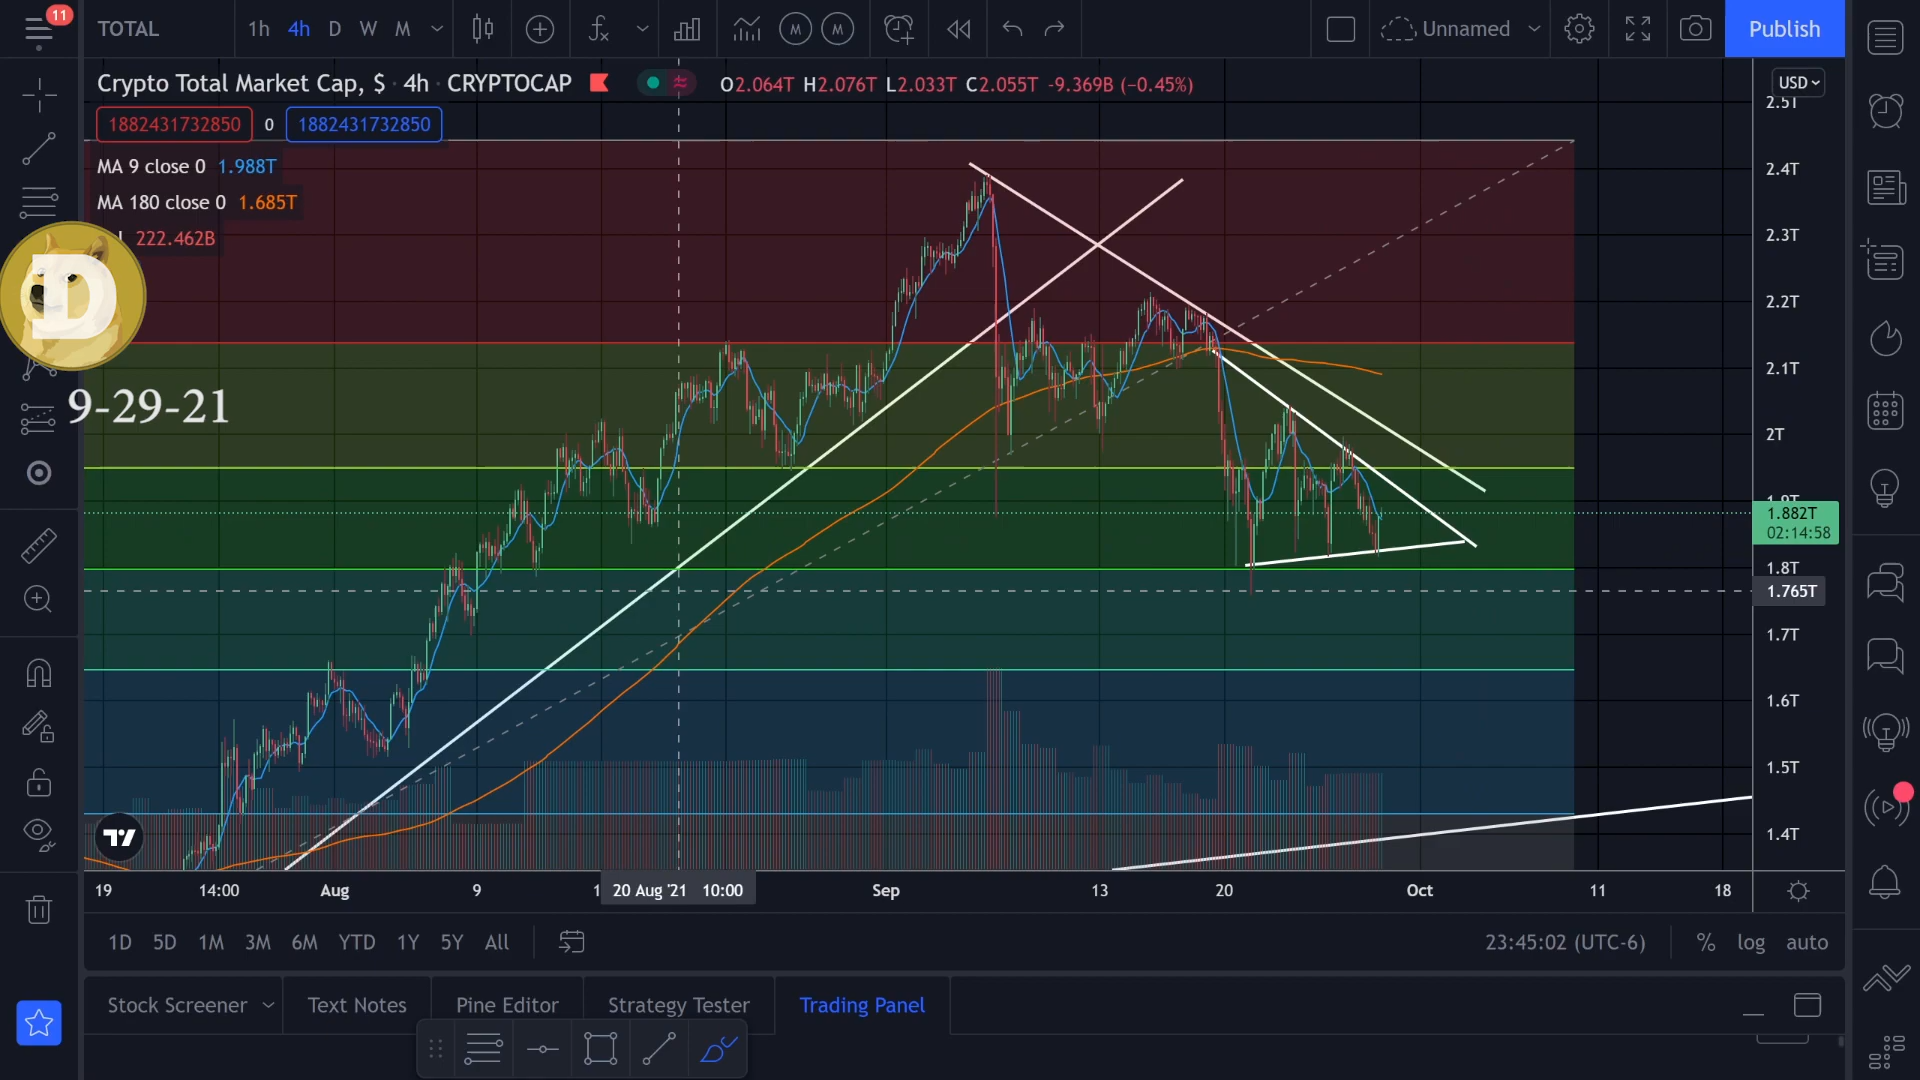 11
TOTAL
1h 4h D W M
M M
Unnamed
Publish
Crypto Total Market Cap, $ · 4h · CRYPTOCAP
O2.064T H2.076T L2.033T C2.055T -9.369B (−0.45%)
USD
1882431732850 0 1882431732850
MA 9 close 0 1.988T
MA 180 close 0 1.685T
222.462B
D
9-29-21
2.5T
2.4T
2.3T
2.2T
2.1T
2T
1.9T
1.882T
02:14:58
1.8T
1.765T
1.7T
1.6T
1.5T
1.4T
19 14:00 Aug 9 1 20 Aug '21 10:00 Sep 13 20 Oct 11 18
1D 5D 1M 3M 6M YTD 1Y 5Y All
23:45:02 (UTC-6) % log auto
Stock Screener Text Notes Pine Editor Strategy Tester Trading Panel